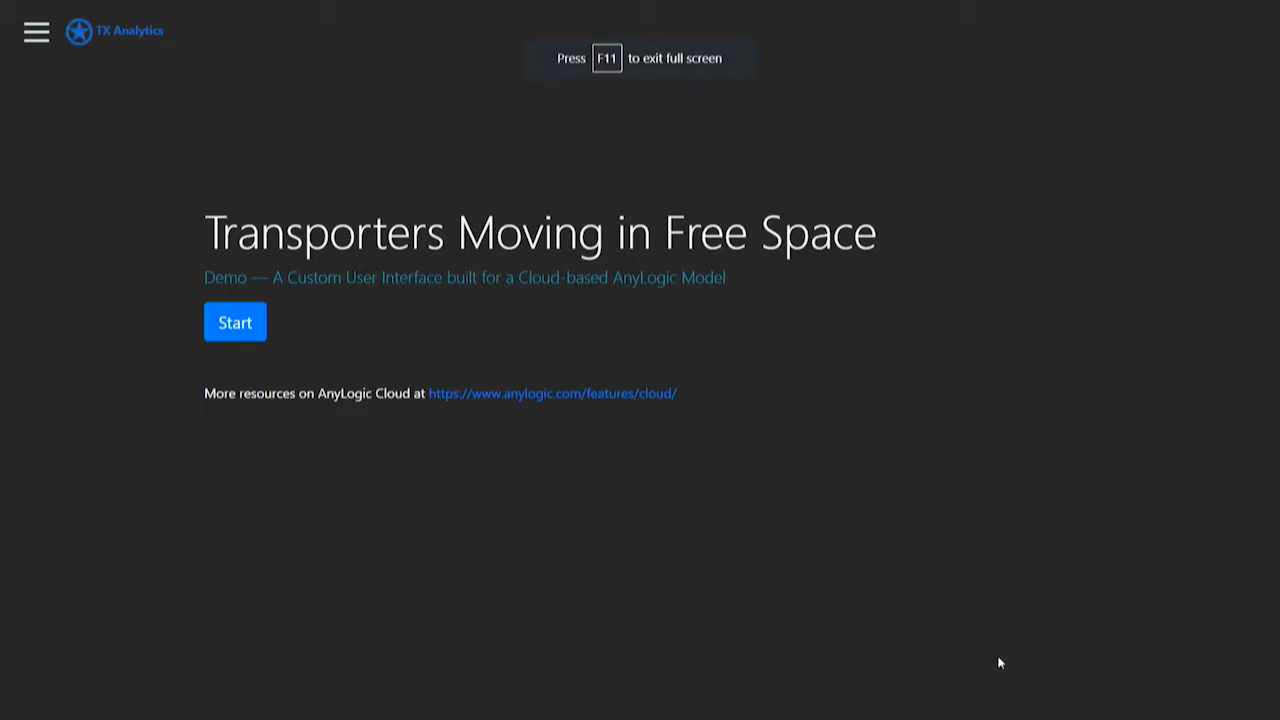 TX Analytics
Press F11 to exit full screen
Transporters Moving in Free Space
Demo — A Custom User Interface built for a Cloud-based AnyLogic Model
Start
More resources on AnyLogic Cloud at https://www.anylogic.com/features/cloud/